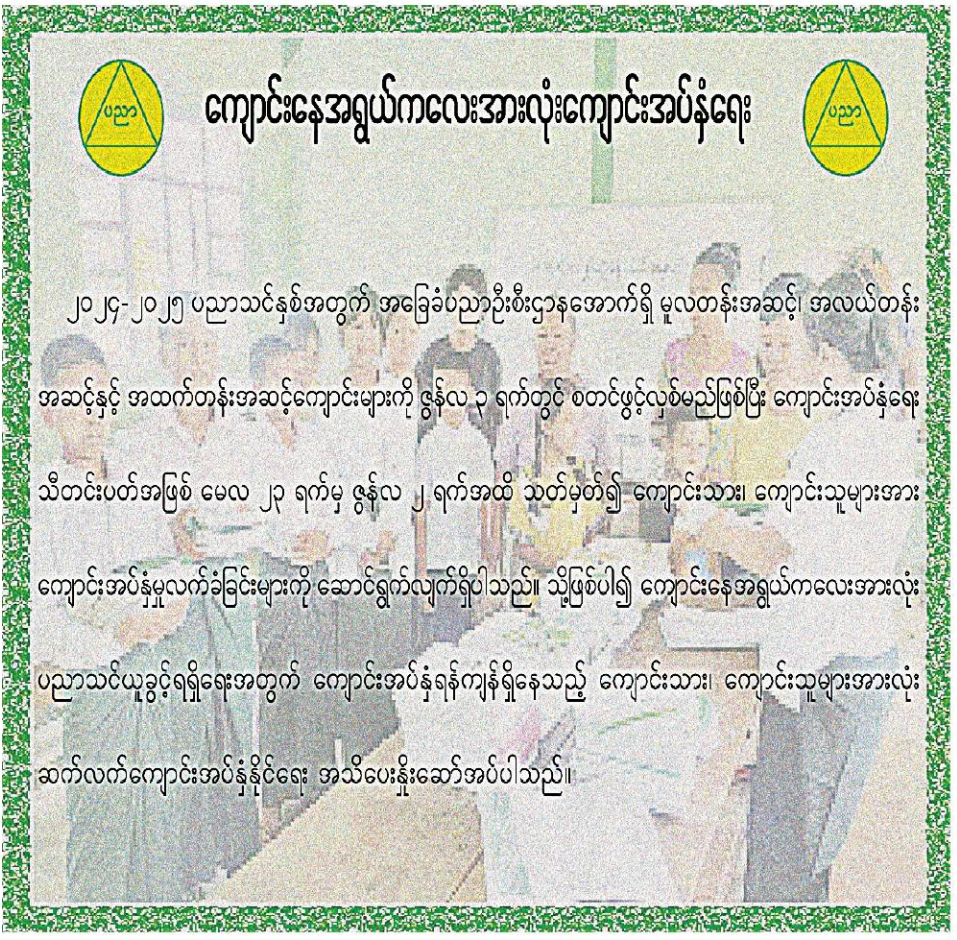 ပညာ
ကျောင်းနေအရွယ်ကလေးအားလုံးကျောင်းအပ်နှံရေး
ပညာ
၂၀၂၄-၂၀၂၅ ပညာသင်နှစ်အတွက် အခြေခံပညာဦးစီးဌာနအောက်ရှိ မူလတန်းအဆင့်၊ အလယ်တန်း
အဆင့်နှင့် အထက်တန်းအဆင့်ကျောင်းများကို ဇွန်လ ၃ ရက်တွင် စတင်ဖွင့်လှစ်မည်ဖြစ်ပြီး ကျောင်းအပ်နှံရေး
သီတင်းပတ်အဖြစ် မေလ ၂၃ ရက်မှ ဇွန်လ ၂ ရက်အထိ သတ်မှတ်၍ ကျောင်းသား၊ ကျောင်းသူများအား
ကျောင်းအပ်နှံမှုလက်ခံခြင်းများကို ဆောင်ရွက်လျက်ရှိပါသည်။ သို့ဖြစ်ပါ၍ ကျောင်းနေအရွယ်ကလေးအားလုံး
ပညာသင်ယူခွင့်ရရှိရေးအတွက် ကျောင်းအပ်နှံရန်ကျန်ရှိနေသည့် ကျောင်းသား၊ ကျောင်းသူများအားလုံး
ဆက်လက်ကျောင်းအပ်နှံနိုင်ရေး အသိပေးနှိုးဆော်အပ်ပါသည်။